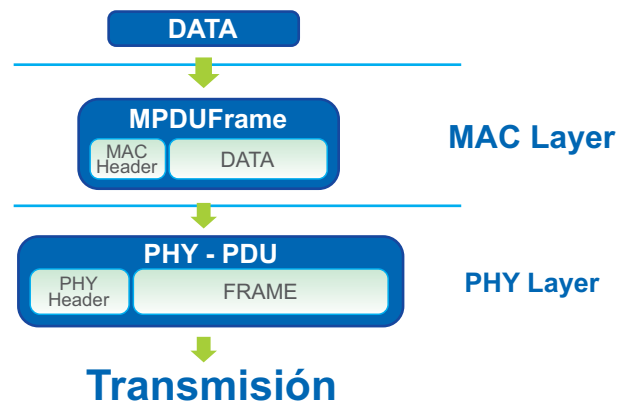 DATA
MPDUFrame
MAC
Header
DATA
MAC Layer
PHY - PDU
PHY
Header
FRAME
PHY Layer
Transmisión